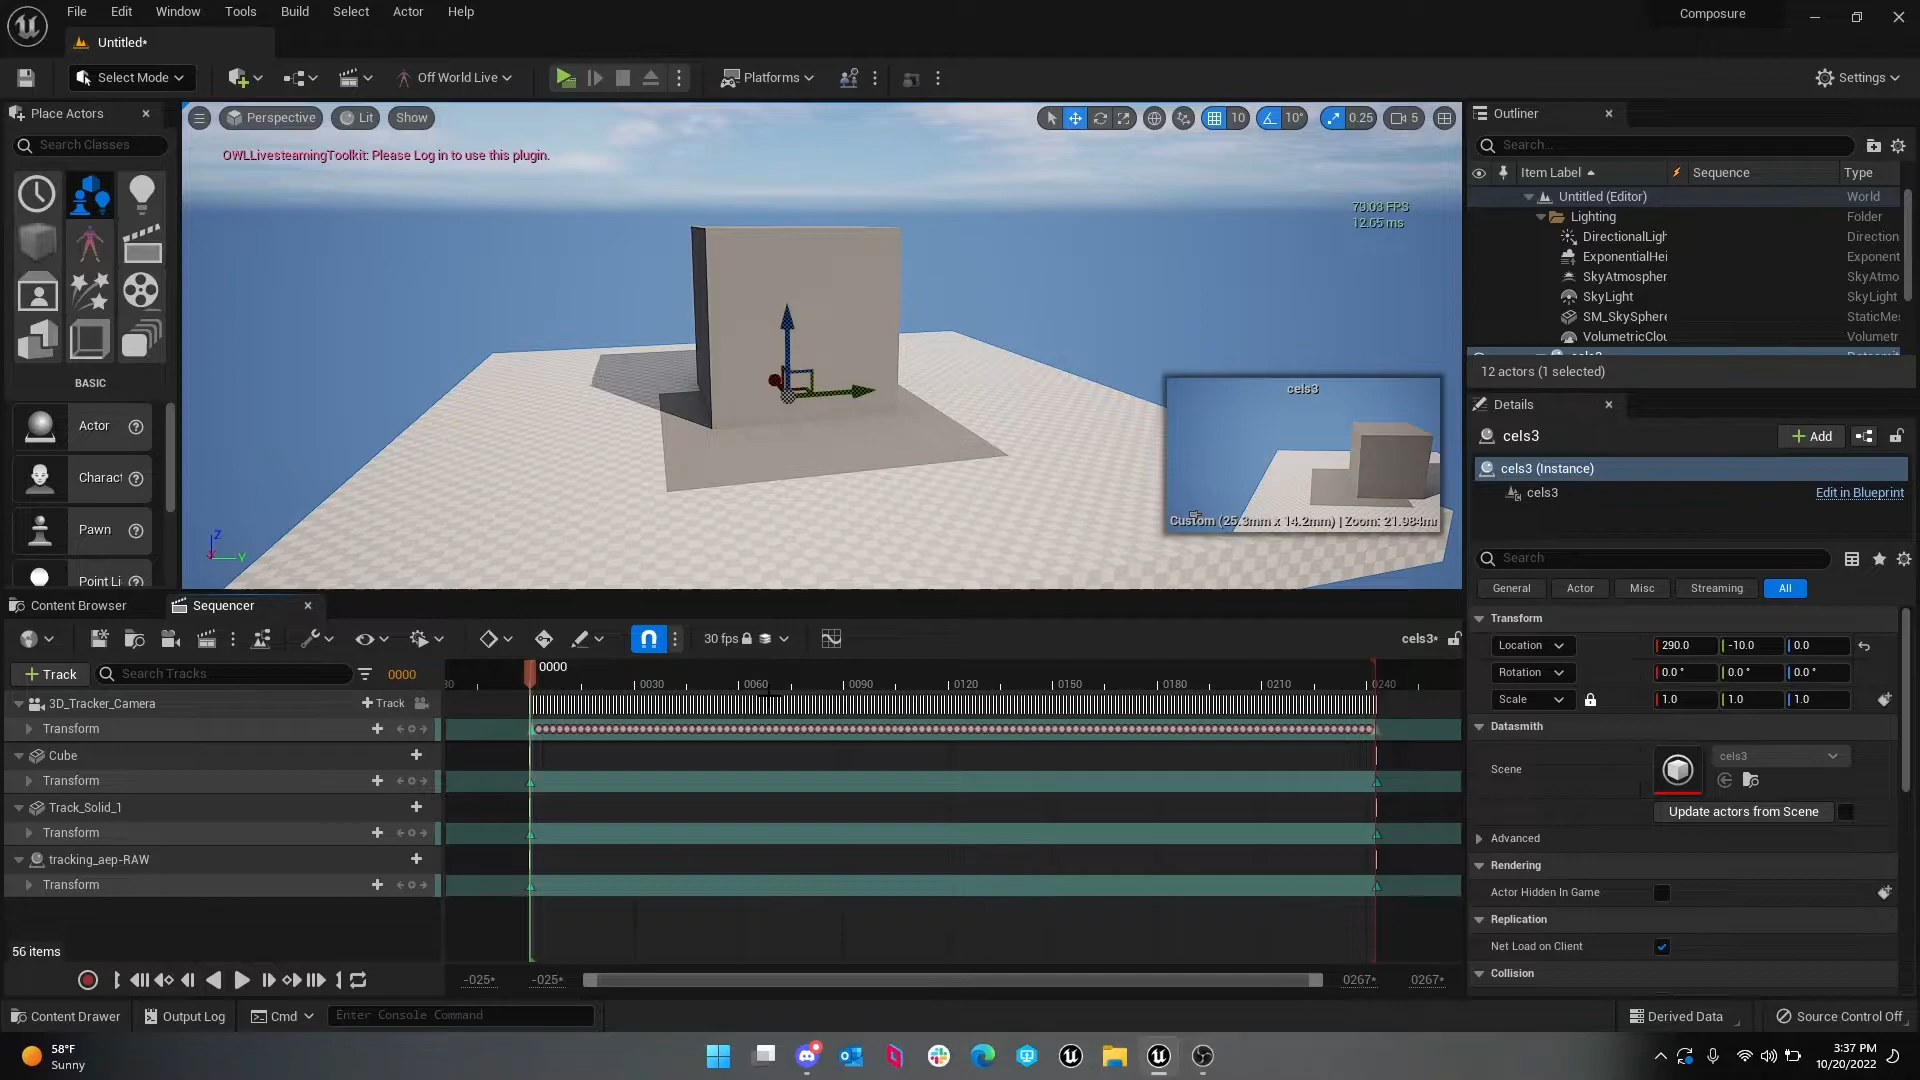 File Edit Window Tools Build Select Actor Help
Composure
Untitled*
Select Mode
Off World Live
Platforms
Settings
Place Actors
Search Classes
BASIC
Actor
Charact
Pawn
Point Li
Perspective
Lit
Show
10
10°
0.25
5
OWLLivesteamingToolkit: Please Log in to use this plugin.
79.03 FPS
12.65 ms
cels3
Custom (25.3mm x 14.2mm) | Zoom: 21.984m
X Y Z
Outliner
Search...
Item Label
Sequence
Type
Untitled (Editor) World
Lighting Folder
DirectionalLigh Direction
ExponentialHei Exponent
SkyAtmospher SkyAtmo
SkyLight SkyLight
SM_SkySphere StaticMe
VolumetricClou Volumetr
12 actors (1 selected)
Details
cels3
Add
cels3 (Instance)
cels3
Edit in Blueprint
Search
General
Actor
Misc
Streaming
All
Transform
Location 290.0 -10.0 0.0
Rotation 0.0 ° 0.0 ° 0.0 °
Scale 1.0 1.0 1.0
Datasmith
Scene
cels3
Update actors from Scene
Advanced
Rendering
Actor Hidden In Game
Replication
Net Load on Client
Collision
Content Browser
Sequencer
30 fps
cels3*
Track
Search Tracks
0000
0000
30 0030 0060 0090 0120 0150 0180 0210 0240
3D_Tracker_Camera
Track
Transform
Cube
Transform
Track_Solid_1
Transform
tracking_aep-RAW
Transform
56 items
-025*
-025*
0267*
0267*
Content Drawer
Output Log
Cmd
Enter Console Command
Derived Data
Source Control Off
58°F
Sunny
3:37 PM
10/20/2022